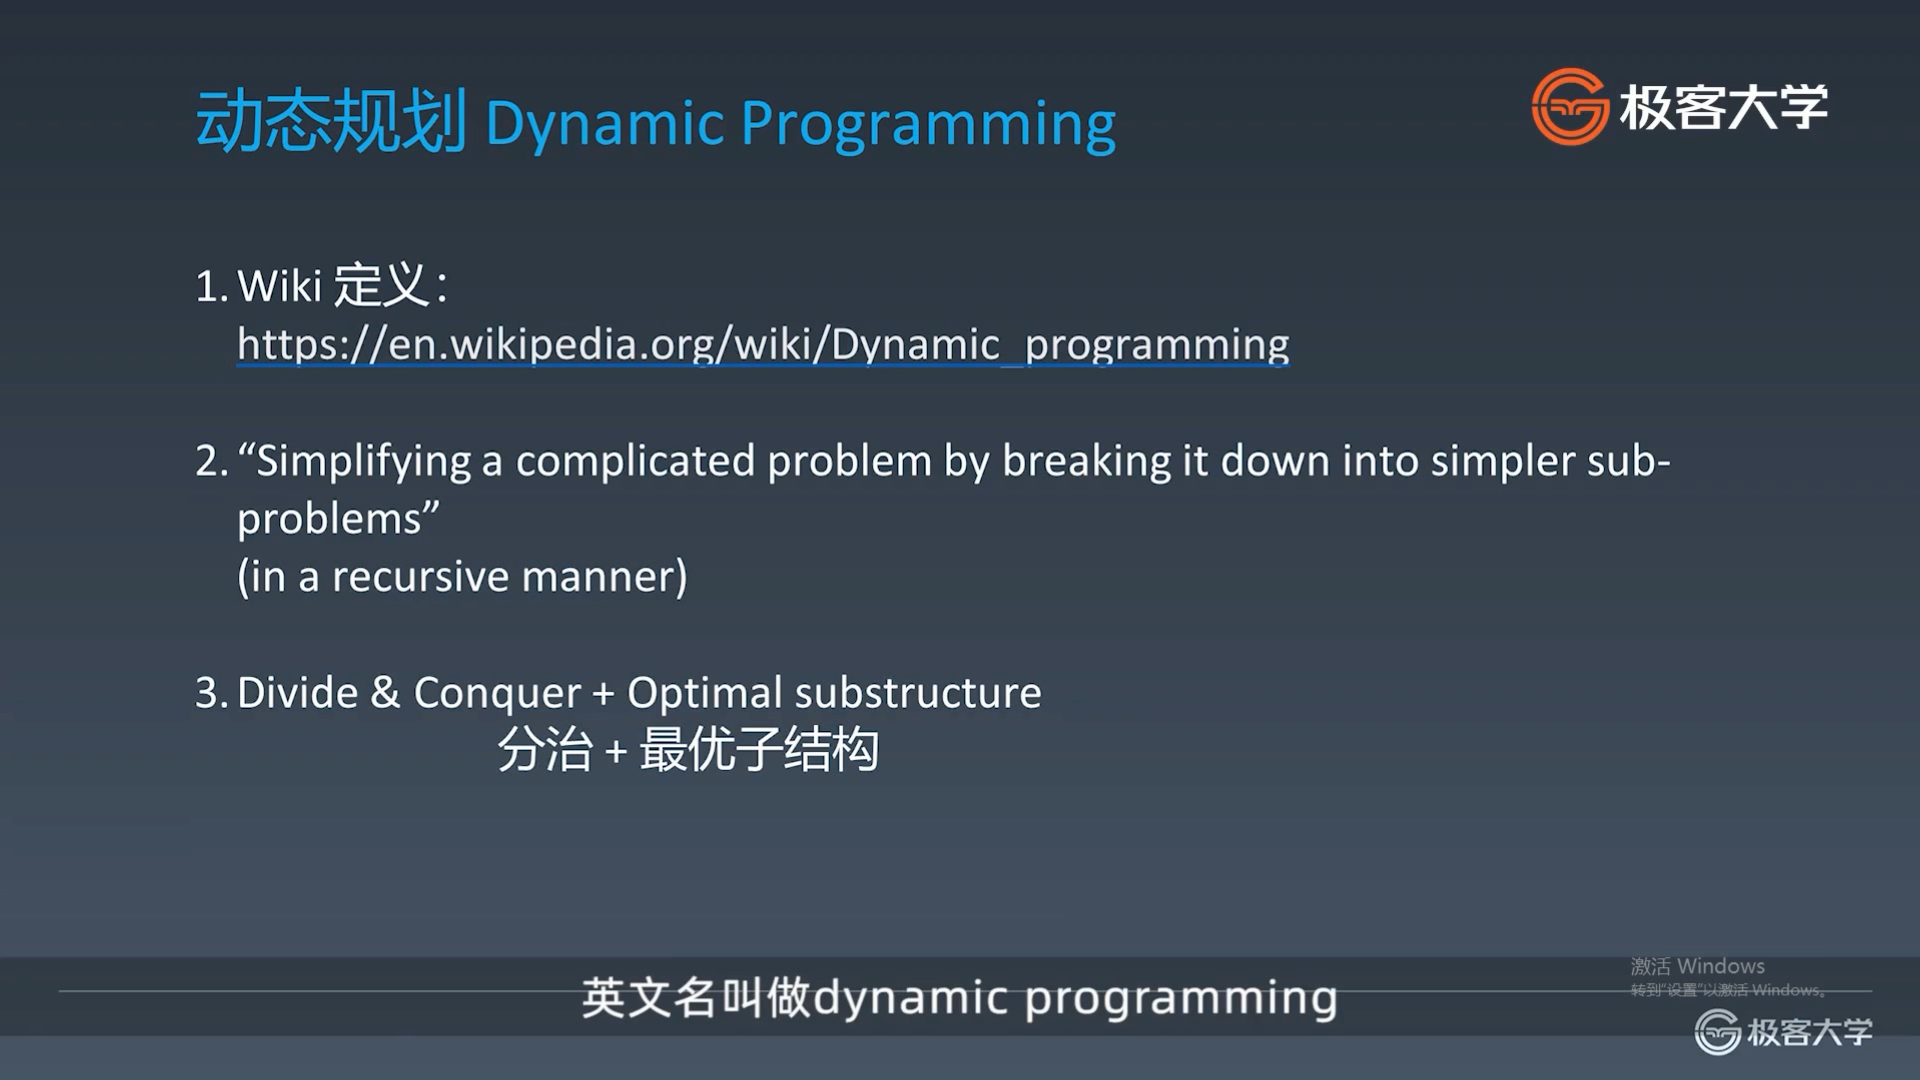 动态规划 Dynamic Programming
极客大学
1. Wiki 定义：
https://en.wikipedia.org/wiki/Dynamic_programming
2. “Simplifying a complicated problem by breaking it down into simpler sub-
problems”
(in a recursive manner)
3. Divide & Conquer + Optimal substructure
分治 + 最优子结构
激活 Windows
转到“设置”以激活 Windows。
英文名叫做dynamic programming
极客大学